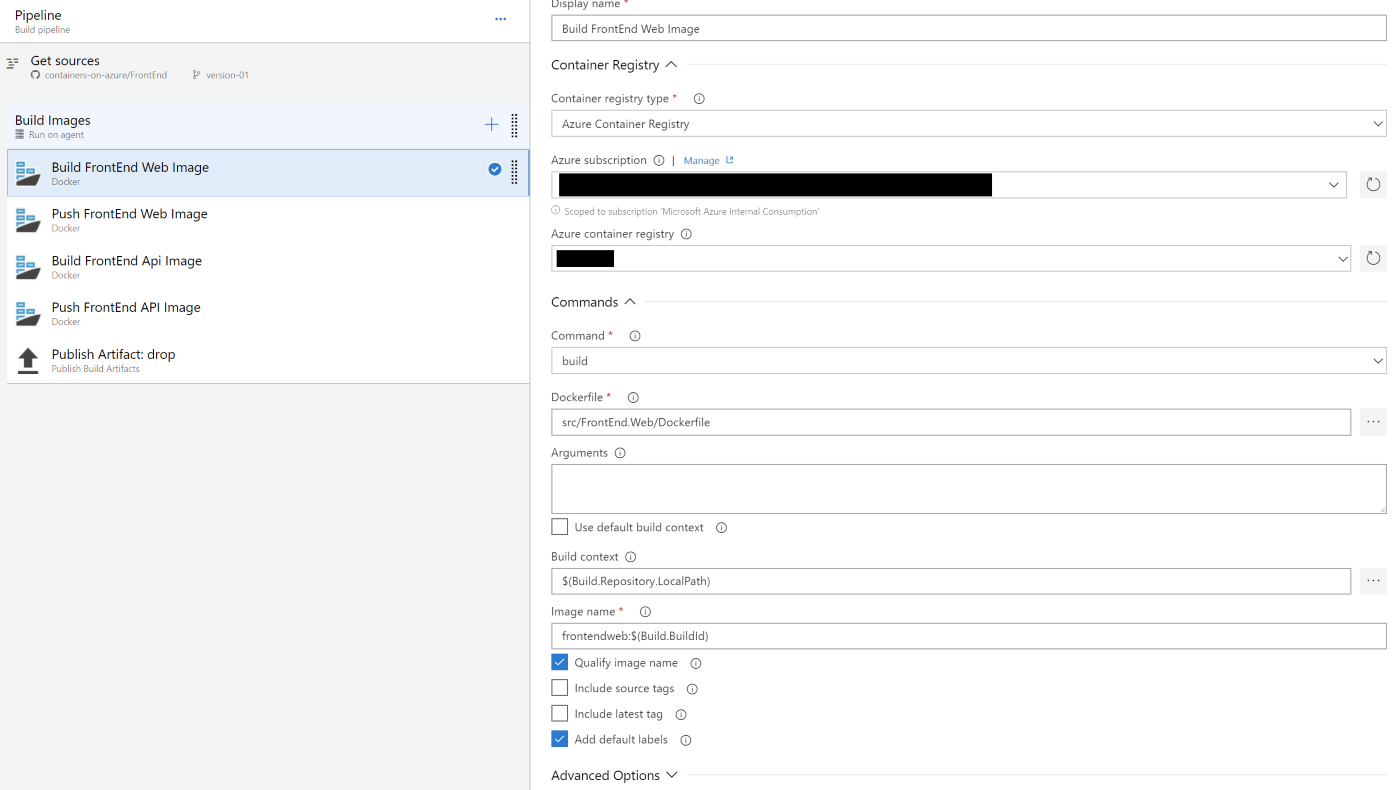 Pipeline
Build pipeline
Get sources
containers-on-azure/FrontEnd version-01
Build Images
Run on agent
Build FrontEnd Web Image
Docker
Push FrontEnd Web Image
Docker
Build FrontEnd Api Image
Docker
Push FrontEnd API Image
Docker
Publish Artifact: drop
Publish Build Artifacts
Display name *
Build FrontEnd Web Image
Container Registry
Container registry type *
Azure Container Registry
Azure subscription | Manage
Scoped to subscription 'Microsoft Azure Internal Consumption'
Azure container registry
Commands
Command *
build
Dockerfile *
src/FrontEnd.Web/Dockerfile
Arguments
Use default build context
Build context
$(Build.Repository.LocalPath)
Image name *
frontendweb:$(Build.BuildId)
Qualify image name
Include source tags
Include latest tag
Add default labels
Advanced Options